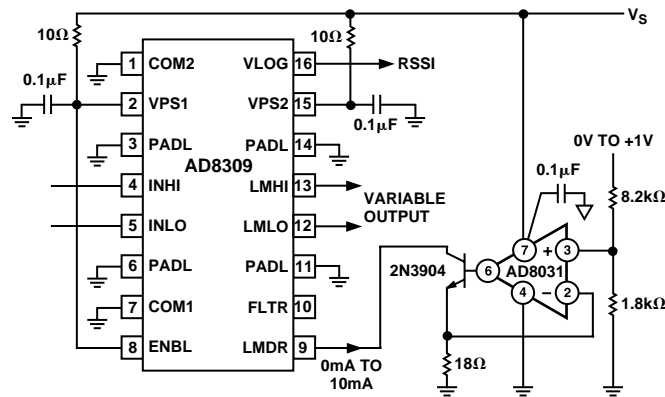 V_S
10Ω
10Ω
1 COM2 VLOG 16 RSSI
0.1μF
2 VPS1 VPS2 15
0.1μF
3 PADL PADL 14
AD8309
0V TO +1V
4 INHI LMHI 13
VARIABLE
OUTPUT
0.1μF
8.2kΩ
5 INLO LMLO 12
7 + 3
6 PADL PADL 11
2N3904
6 AD8031
4 – 2
7 COM1 FLTR 10
1.8kΩ
8 ENBL LMDR 9
0mA TO
10mA
18Ω